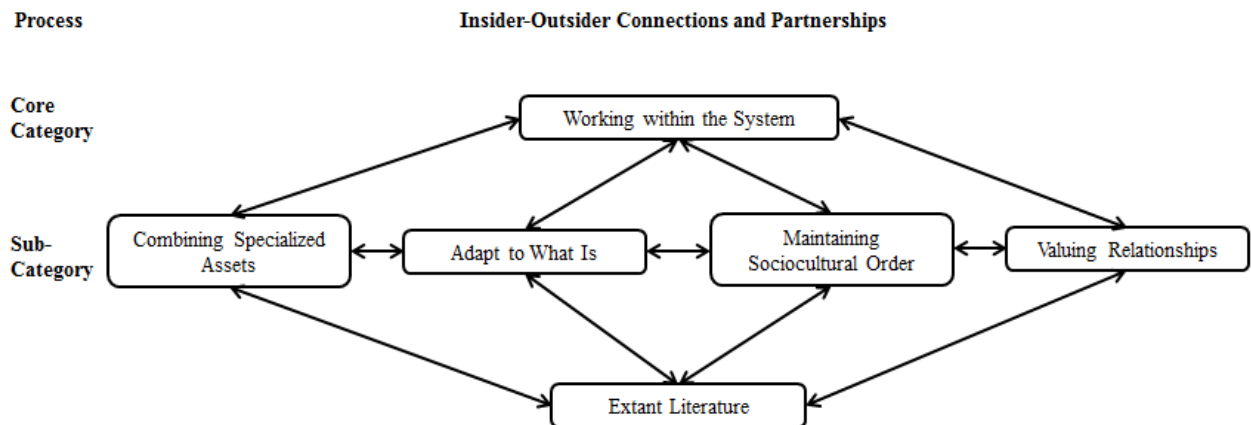 Process
Insider-Outsider Connections and Partnerships
Core
Category
Working within the System
Sub-
Category
Combining Specialized
Assets
Adapt to What Is
Maintaining
Sociocultural Order
Valuing Relationships
Extant Literature